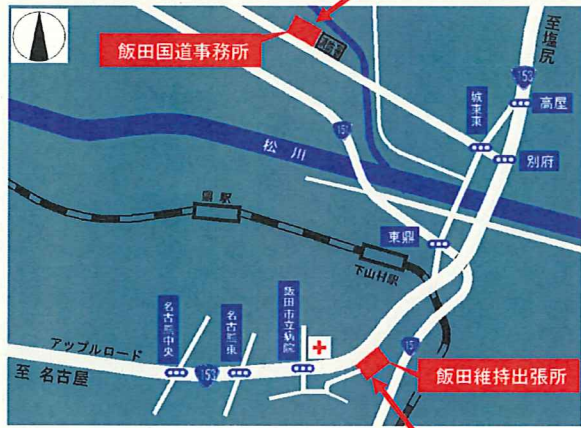 飯田国道事務所
至塩尻
153
高屋
城東東
別府
151
松川
鼎駅
東鼎
下山村駅
飯田市立病院
名古熊東
名古熊中央
アップルロード
153
至 名古屋
151
飯田維持出張所